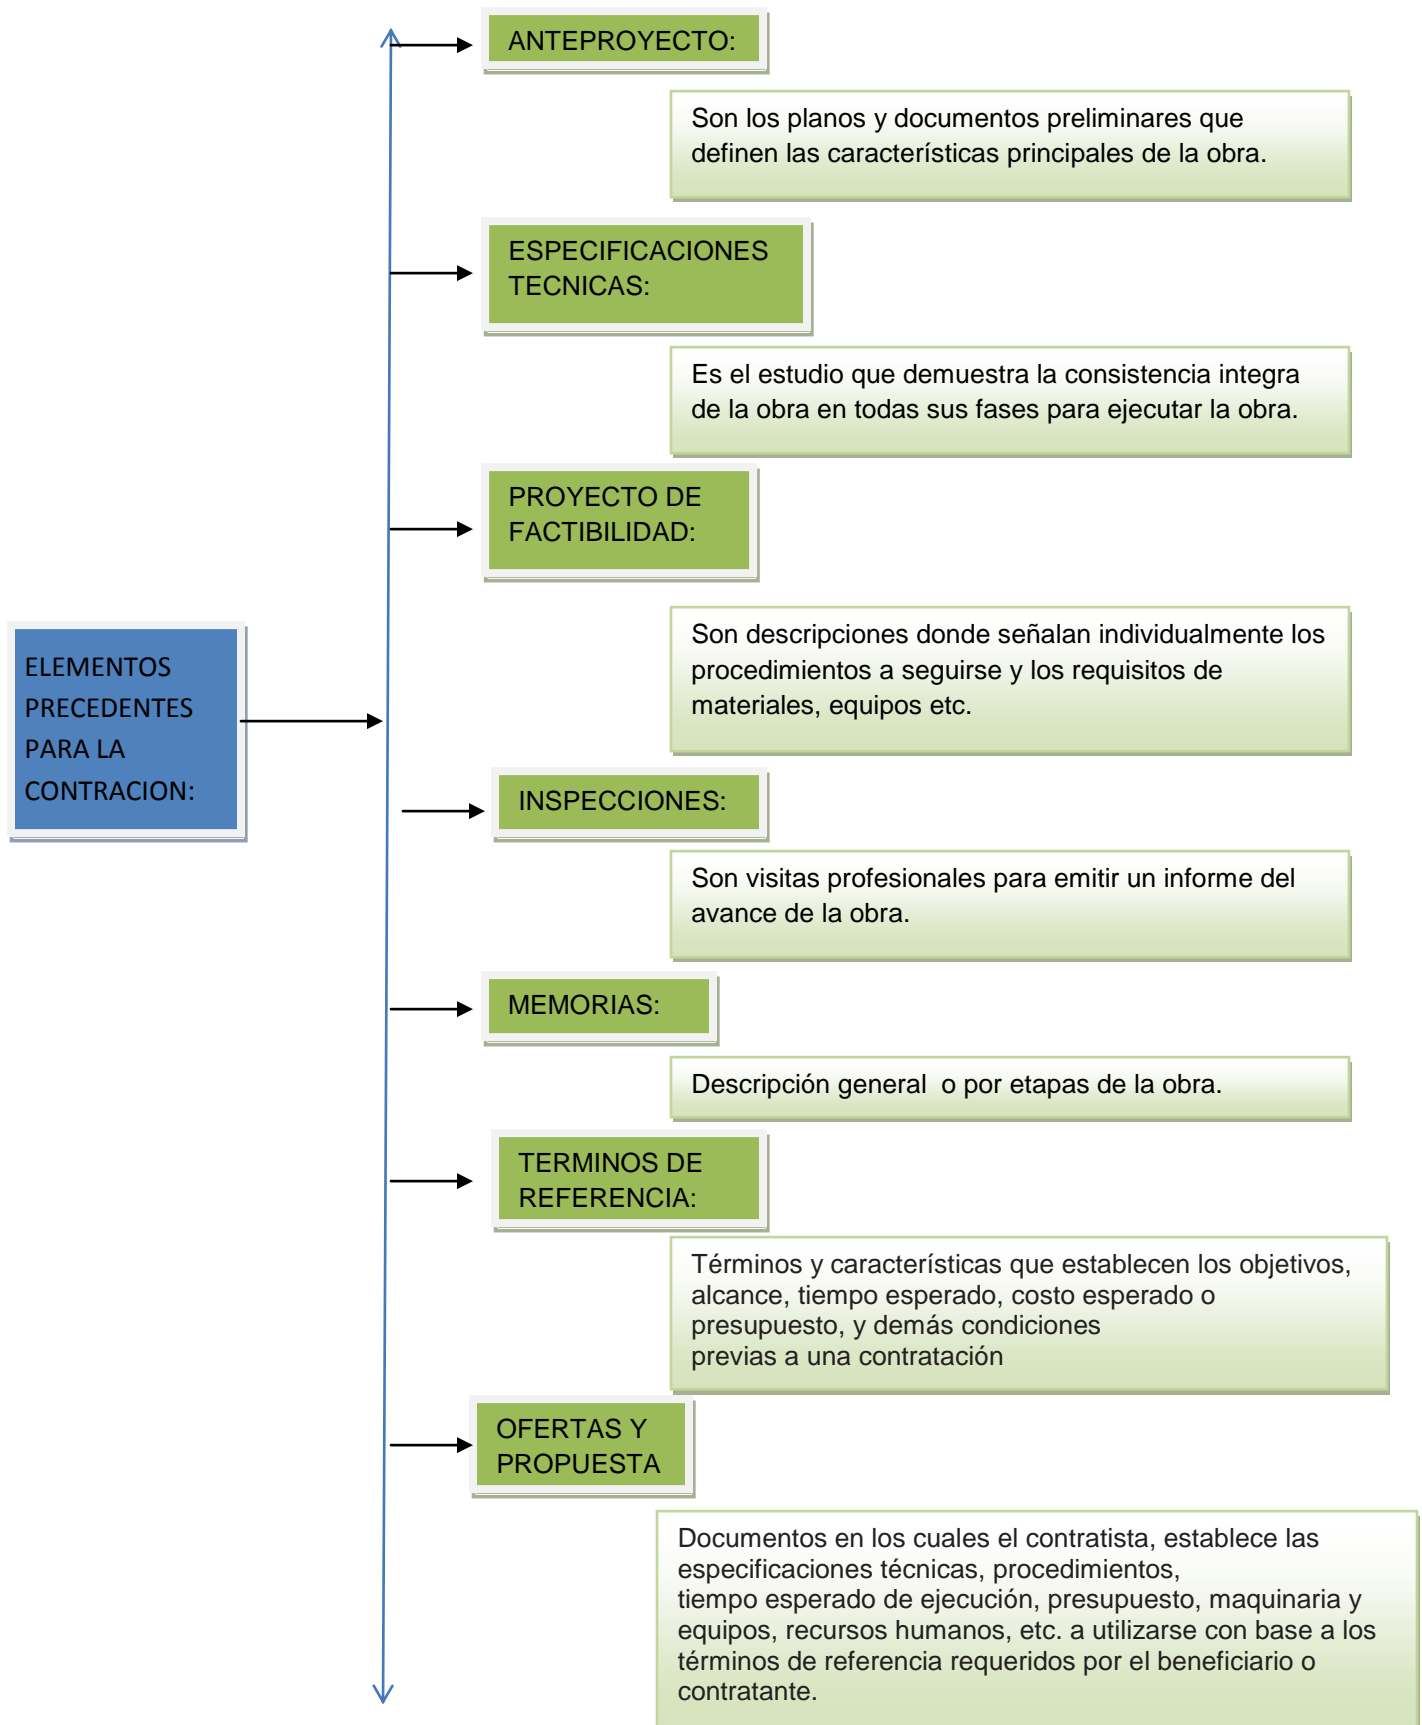 ANTEPROYECTO:
Son los planos y documentos preliminares que
definen las características principales de la obra.
ESPECIFICACIONES
TECNICAS:
Es el estudio que demuestra la consistencia integra
de la obra en todas sus fases para ejecutar la obra.
PROYECTO DE
FACTIBILIDAD:
Son descripciones donde señalan individualmente los
procedimientos a seguirse y los requisitos de
materiales, equipos etc.
ELEMENTOS
PRECEDENTES
PARA LA
CONTRACION:
INSPECCIONES:
Son visitas profesionales para emitir un informe del
avance de la obra.
MEMORIAS:
Descripción general  o por etapas de la obra.
TERMINOS DE
REFERENCIA:
Términos y características que establecen los objetivos,
alcance, tiempo esperado, costo esperado o
presupuesto, y demás condiciones
previas a una contratación
OFERTAS Y
PROPUESTA
Documentos en los cuales el contratista, establece las
especificaciones técnicas, procedimientos,
tiempo esperado de ejecución, presupuesto, maquinaria y
equipos, recursos humanos, etc. a utilizarse con base a los
términos de referencia requeridos por el beneficiario o
contratante.